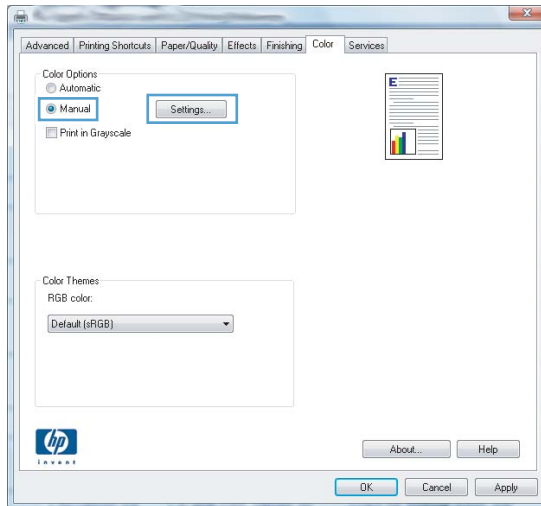 Advanced Printing Shortcuts Paper/Quality Effects Finishing Color Services
Color Options
Automatic
Manual Settings...
Print in Grayscale
E
Color Themes
RGB color:
Default (sRGB)
hp
invent
About... Help
OK Cancel Apply